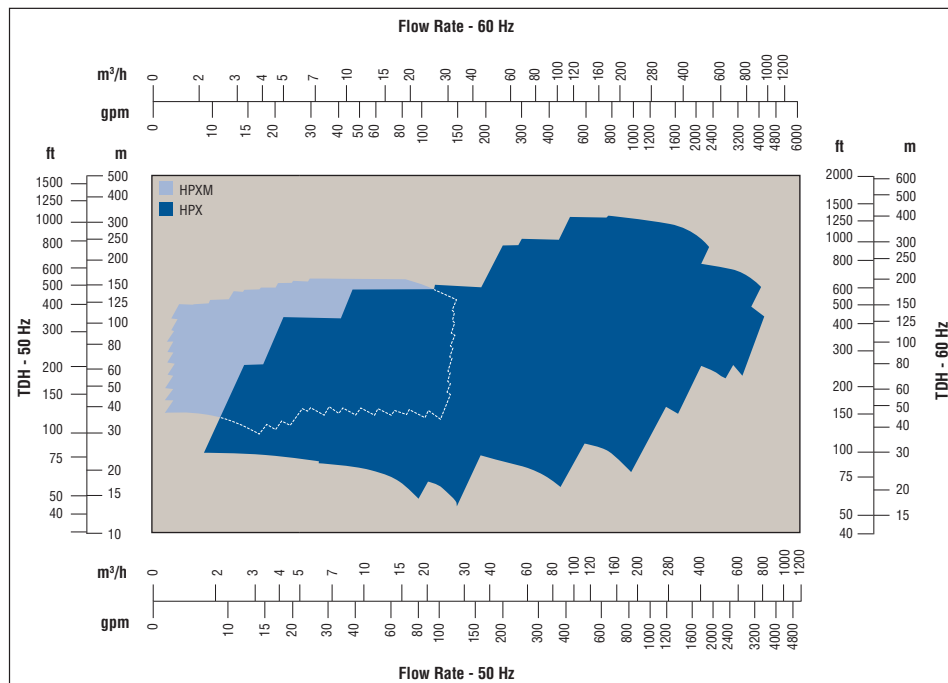 Flow Rate - 60 Hz
m³/h
0 2 3 4 5 7 10 15 20 30 40 60 80 100 120 160 200 280 400 600 800 1000 1200
gpm
0 10 15 20 30 40 50 60 80 100 150 200 300 400 600 800 1000 1200 2000 2400 3200 4000 4800 6000
ft m
1500 1250 1000 800 600 500 400 300 200 150 100 75 50 40
500 400 300 250 200 150 125 100 80 60 50 40 30 20 15 10
TDH - 50 Hz
HPXM
HPX
ft m
2000 1500 1250 1000 800 600 500 400 300 200 150 100 75 50 40
600 500 400 300 250 200 150 125 100 80 60 50 40 30 20 15
TDH - 60 Hz
m³/h
0 2 3 4 5 7 10 15 20 30 40 60 80 100 120 160 200 280 400 600 800 1000 1200
gpm
0 10 15 20 30 40 60 80 100 200 300 400 600 800 1000 1200 1600 2000 2400 3200 4000 4800
Flow Rate - 50 Hz